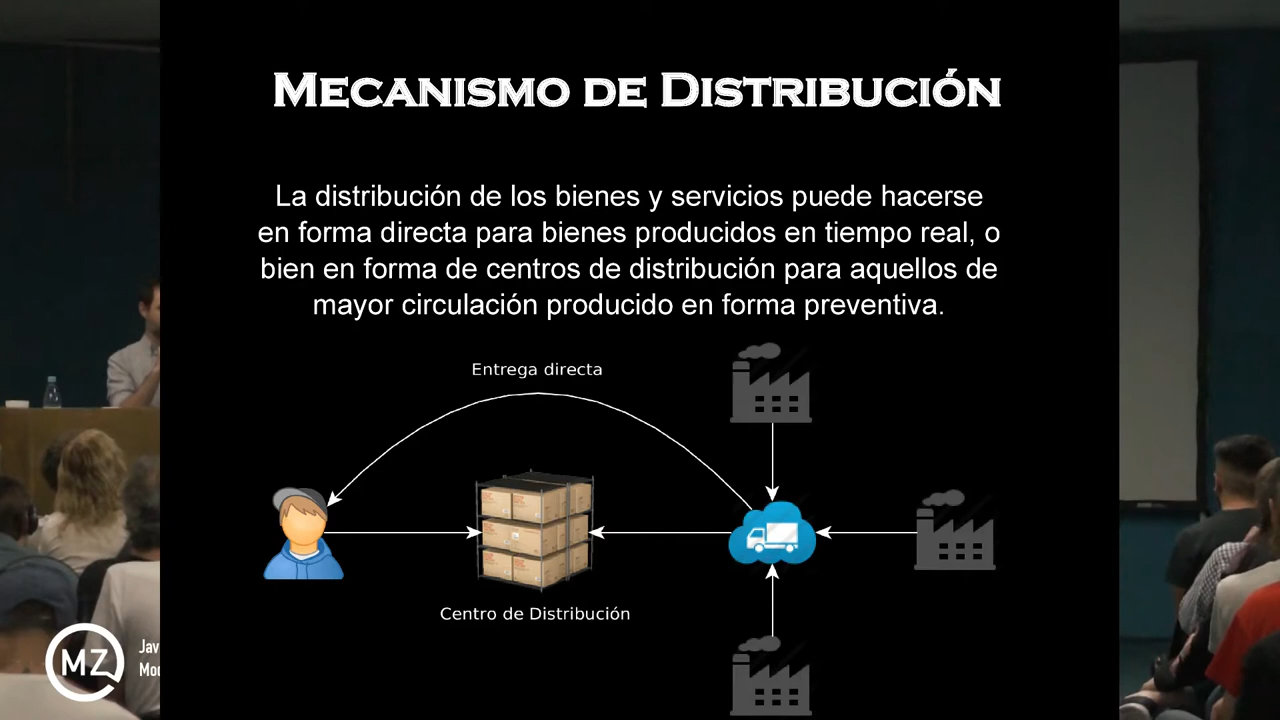 Mecanismo de Distribución
La distribución de los bienes y servicios puede hacerse
en forma directa para bienes producidos en tiempo real, o
bien en forma de centros de distribución para aquellos de
mayor circulación producido en forma preventiva.
Entrega directa
Centro de Distribución
MZ
Jav